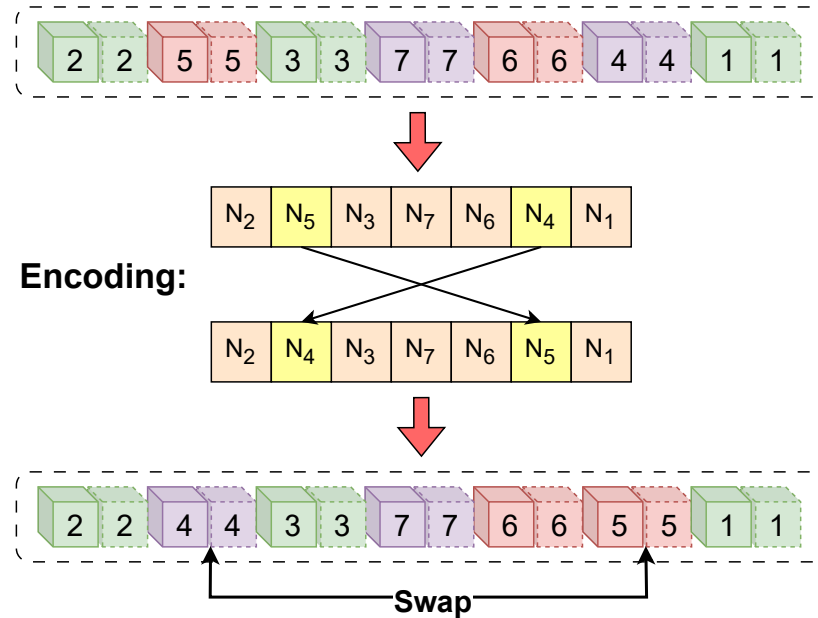 2 2 5 5 3 3 7 7 6 6 4 4 1 1
N₂ N₅ N₃ N₇ N₆ N₄ N₁
Encoding:
N₂ N₄ N₃ N₇ N₆ N₅ N₁
2 2 4 4 3 3 7 7 6 6 5 5 1 1
Swap